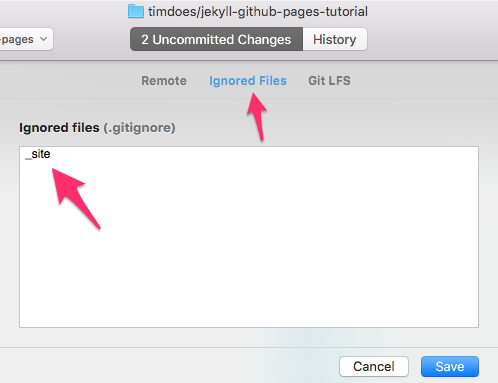 timdoes/jekyll-github-pages-tutorial
-pages
2 Uncommitted Changes
History
Remote
Ignored Files
Git LFS
Ignored files (.gitignore)
_site
Cancel
Save